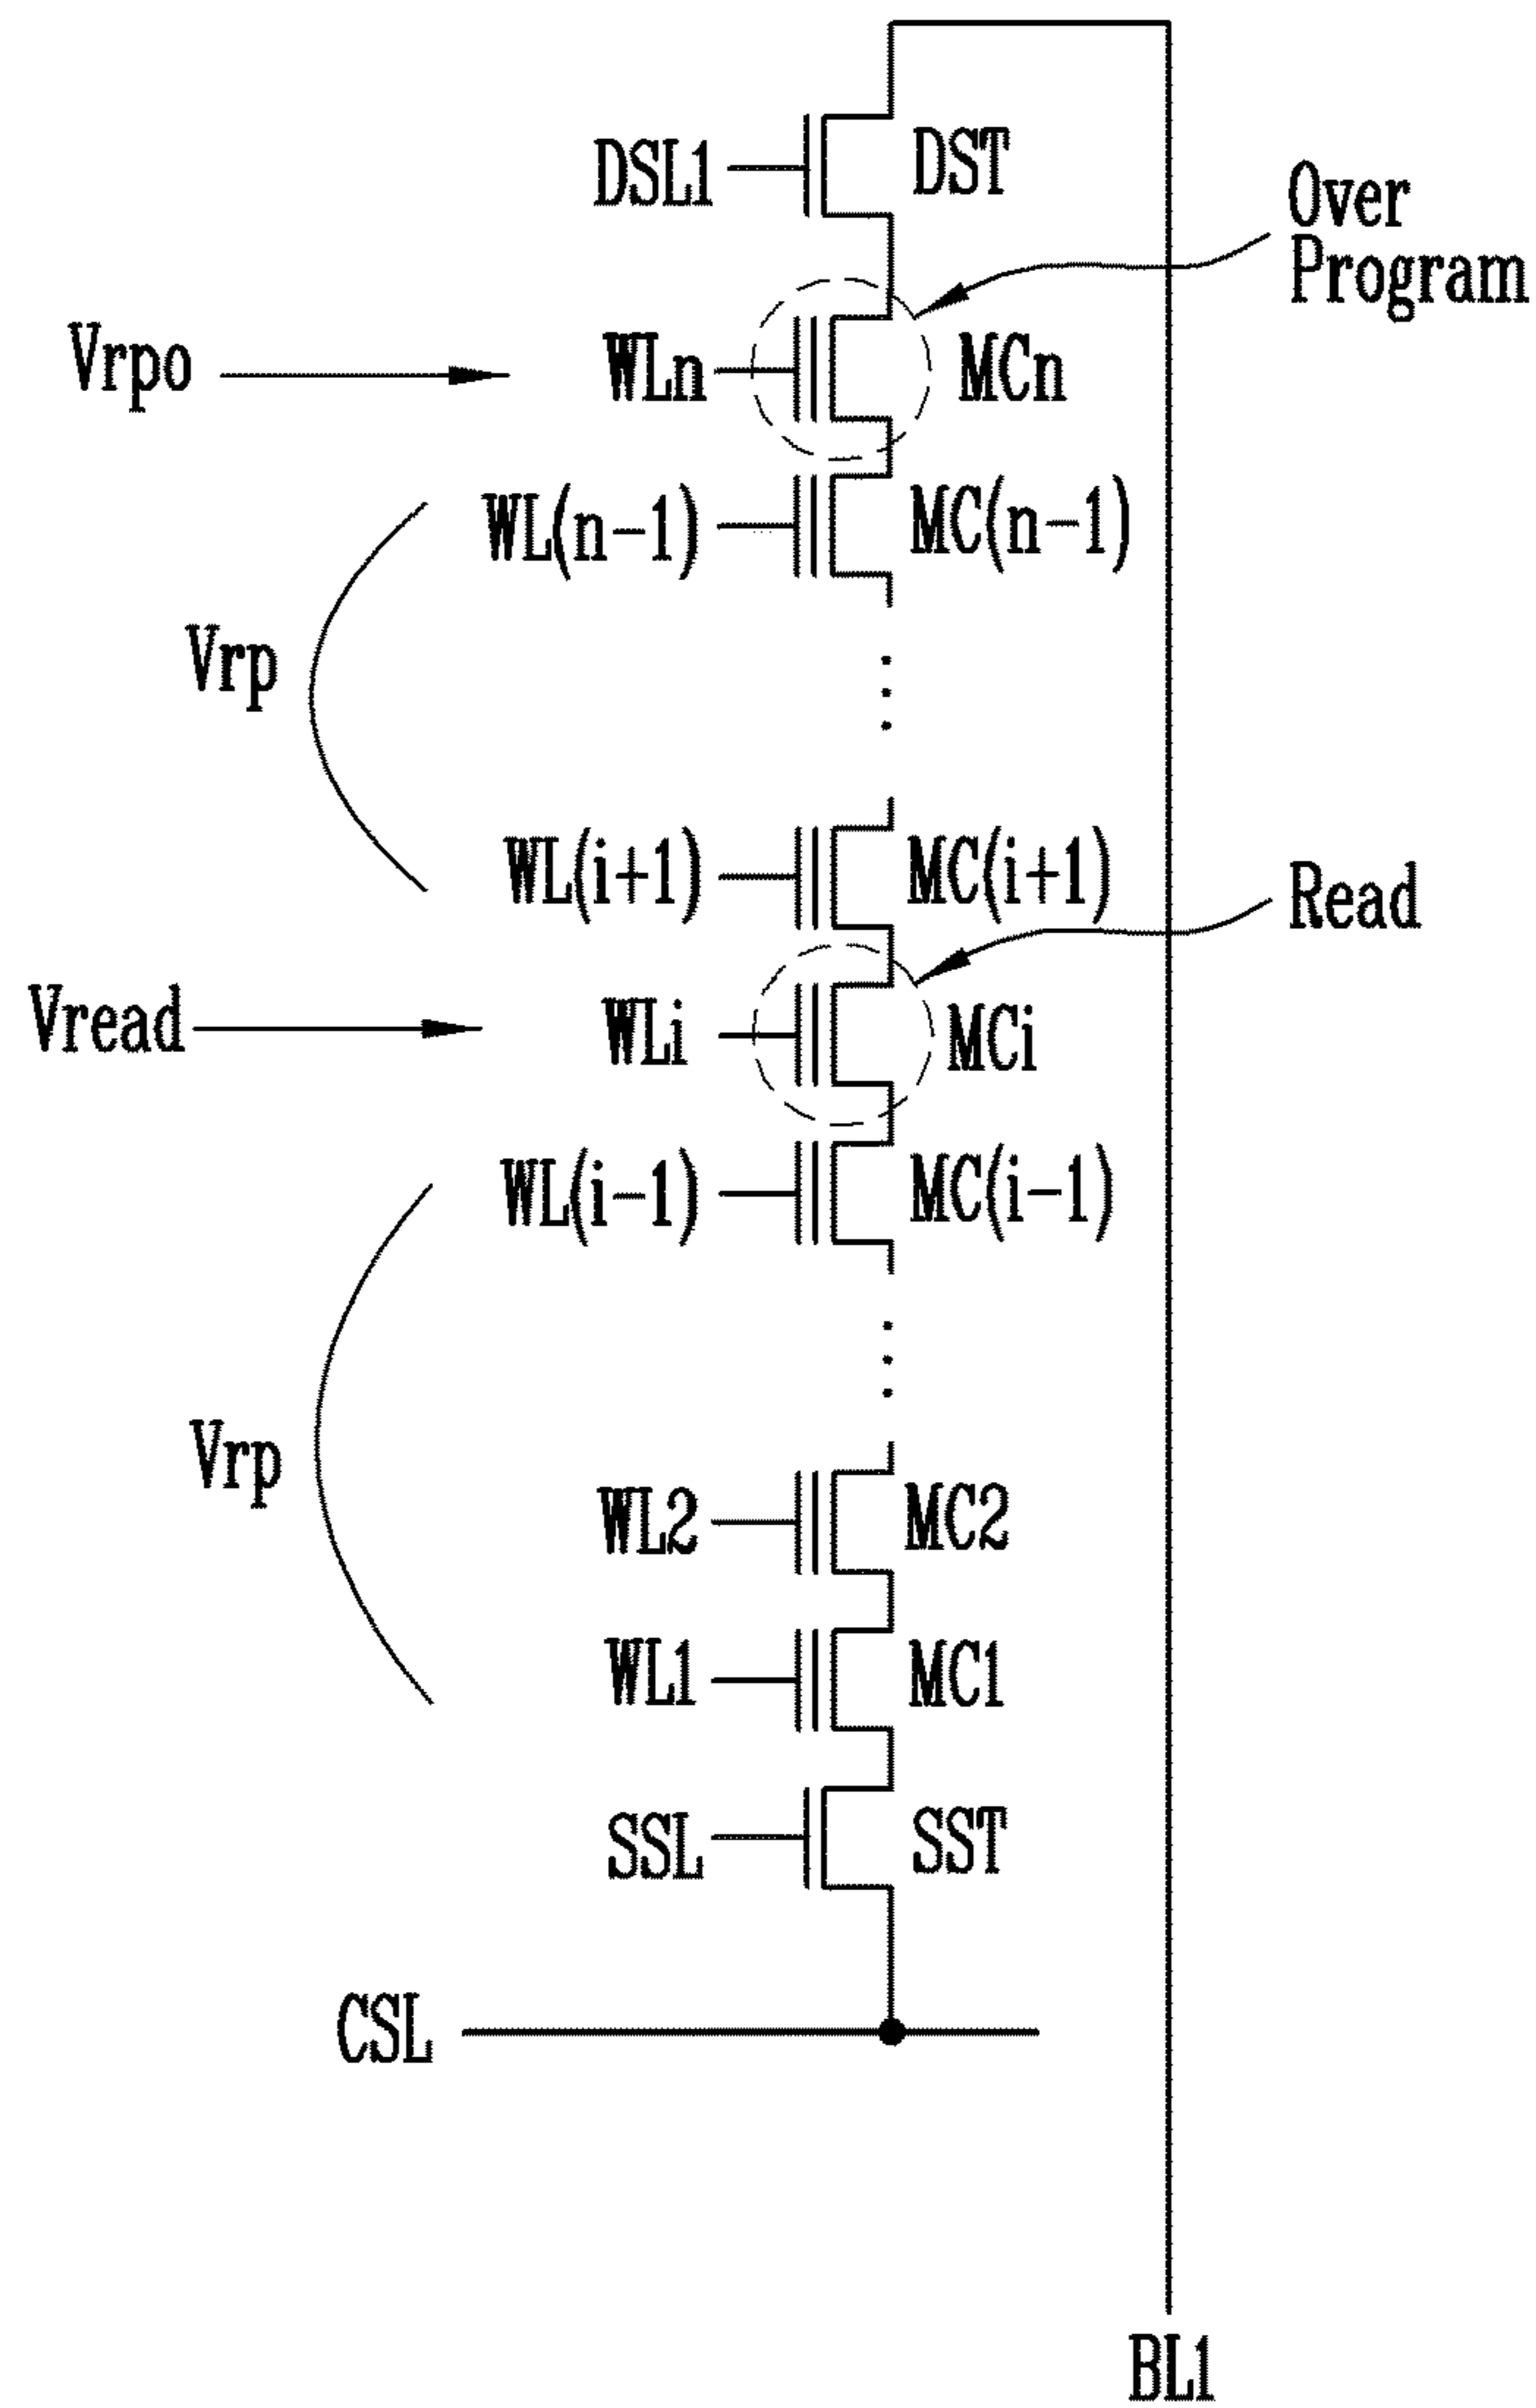 DSL1 DST
Over
Program
Vrpo WLn MCn
WL(n-1) MC(n-1)
Vrp
WL(i+1) MC(i+1)
Read
Vread WLi MCi
WL(i-1) MC(i-1)
Vrp
WL2 MC2
WL1 MC1
SSL SST
CSL
BL1